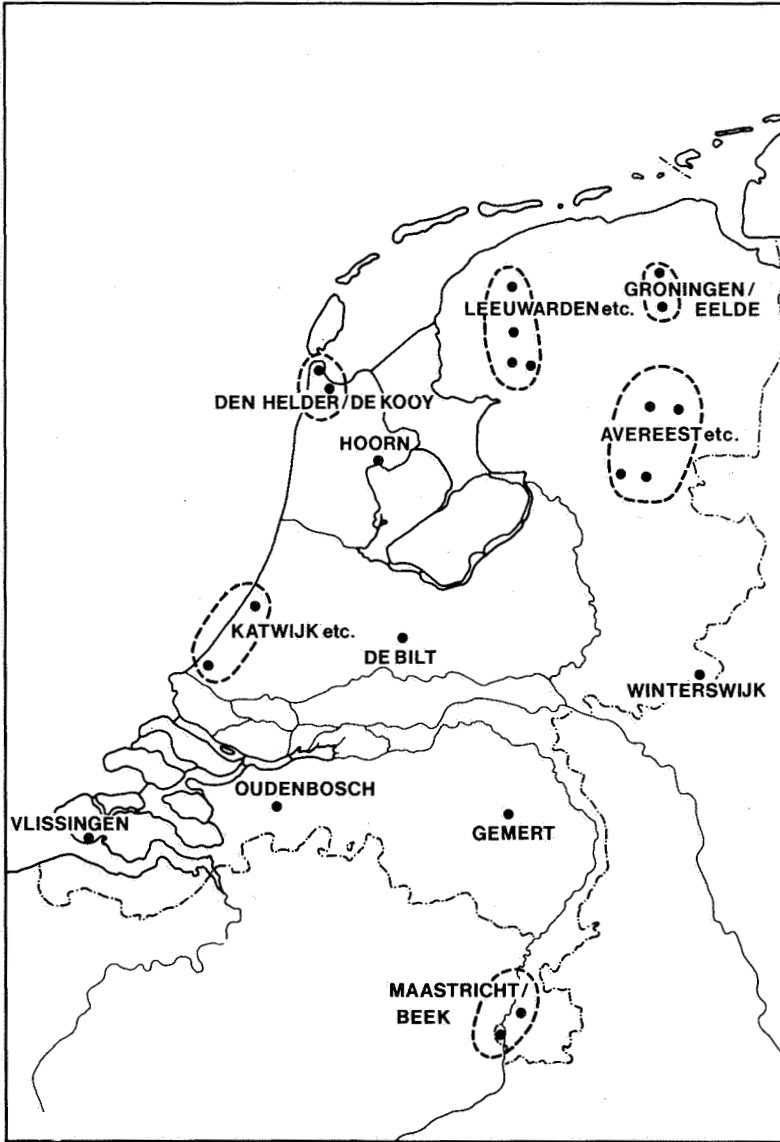 GRONINGEN/
EELDE
LEEUWARDEN etc.
DEN HELDER/DE KOOY
AVEREEST etc.
HOORN
KATWIJK etc.
DE BILT
WINTERSWIJK
OUDENBOSCH
VLISSINGEN
GEMERT
MAASTRICHT/
BEEK